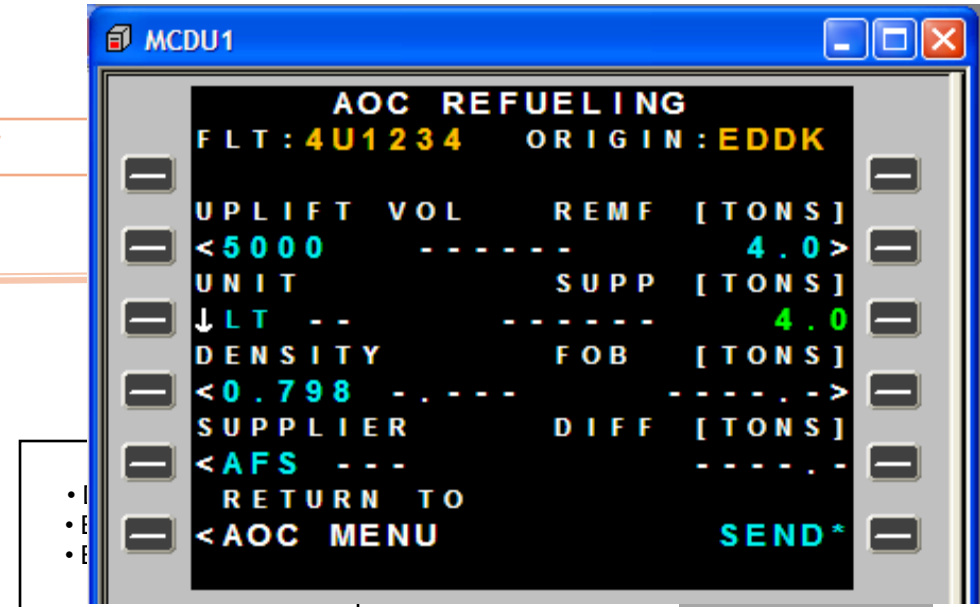 MCDU1
AOC REFUELING
FLT:4U1234 ORIGIN:EDDK
UPLIFT VOL REMF [TONS]
<5000 ------ 4.0>
UNIT SUPP [TONS]
↓LT -- ------ 4.0
DENSITY FOB [TONS]
<0.798 -.--- ----.->
SUPPLIER DIFF [TONS]
<AFS --- ----.-
RETURN TO
<AOC MENU SEND*